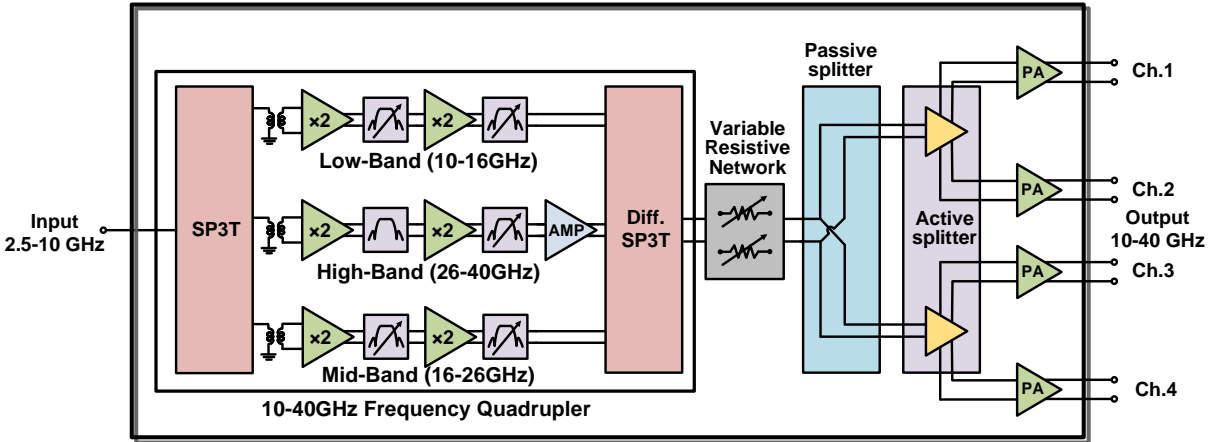 Input
2.5-10 GHz
SP3T
×2
×2
Low-Band (10-16GHz)
×2
×2
AMP
High-Band (26-40GHz)
×2
×2
Mid-Band (16-26GHz)
10-40GHz Frequency Quadrupler
Diff.
SP3T
Variable
Resistive
Network
Passive
splitter
Active
splitter
PA
Ch.1
PA
Ch.2
Output
10-40 GHz
PA
Ch.3
PA
Ch.4